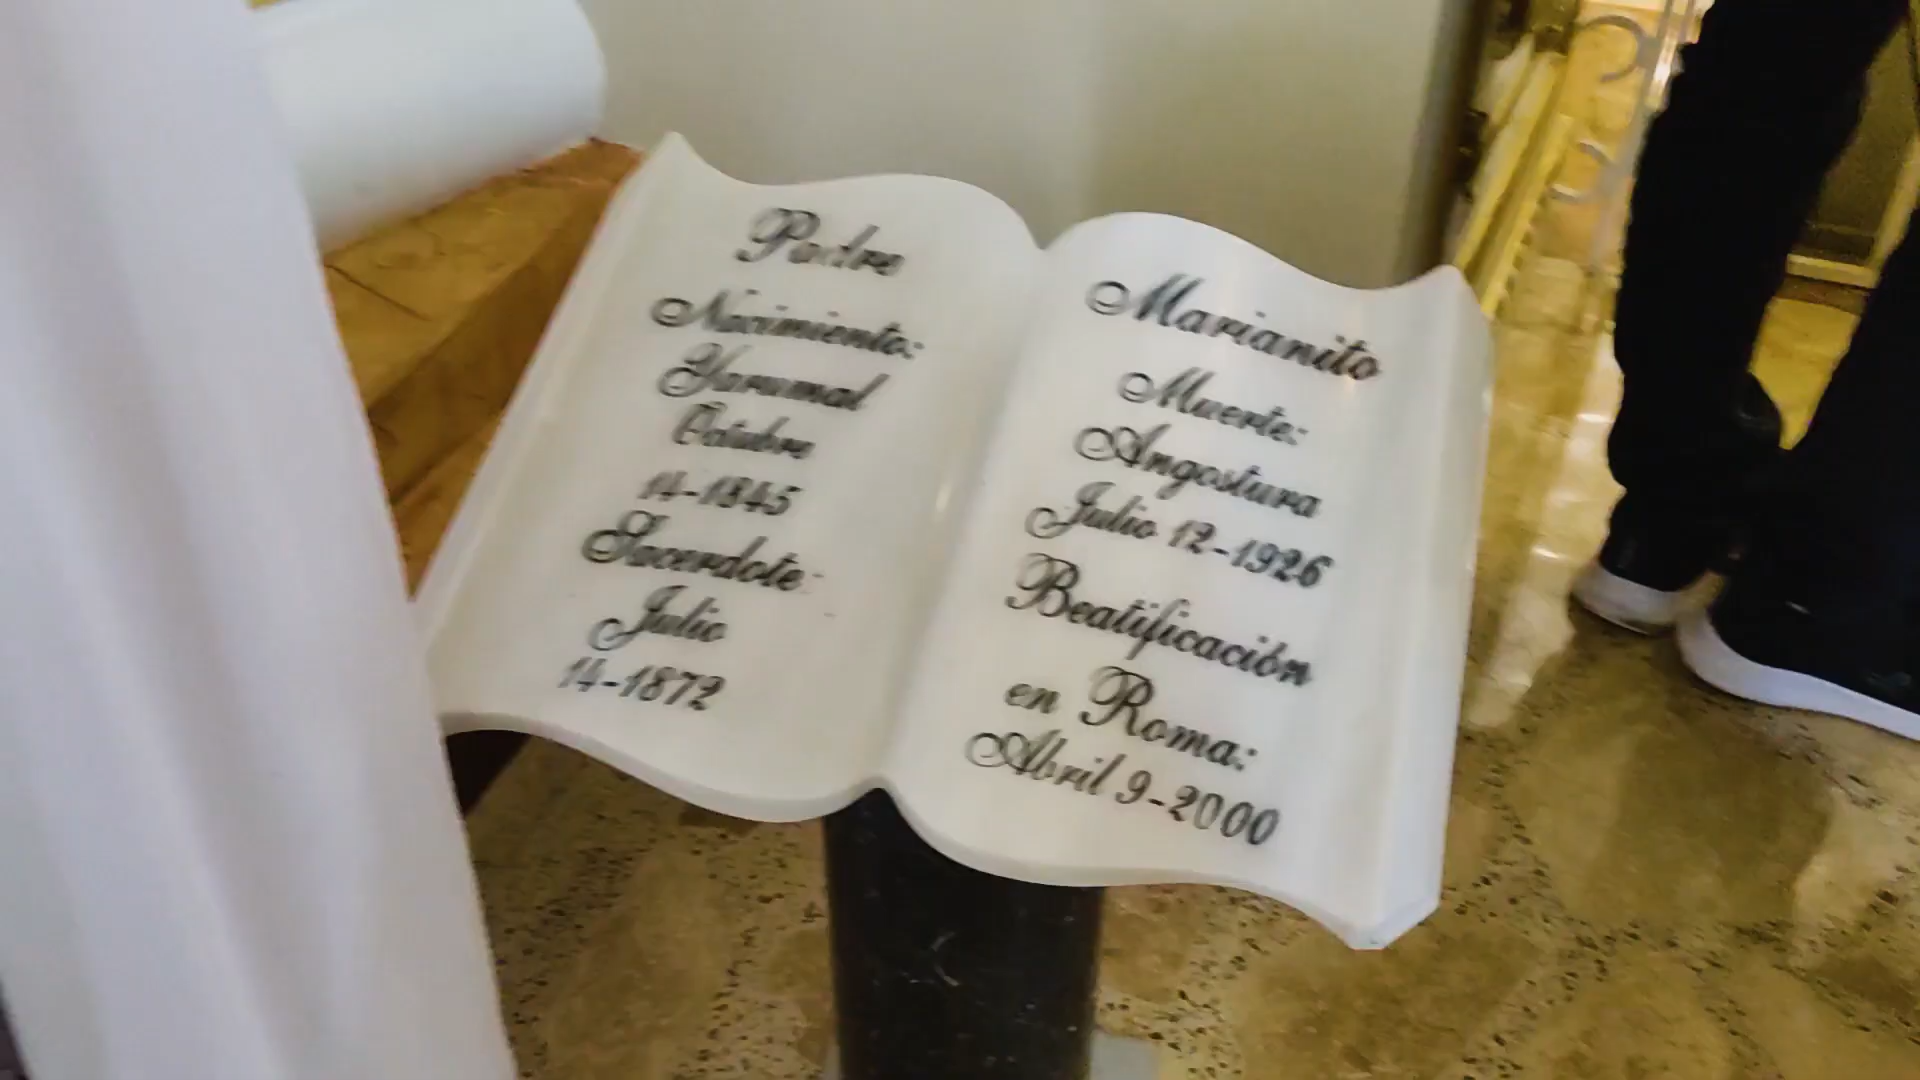 Padre
Nacimiento:
Yarumal
Octubre
14-1845
Sacerdote:
Julio
14-1872
Marianito
Muerte:
Angostura
Julio 12-1926
Beatificación
en Roma:
Abril 9-2000